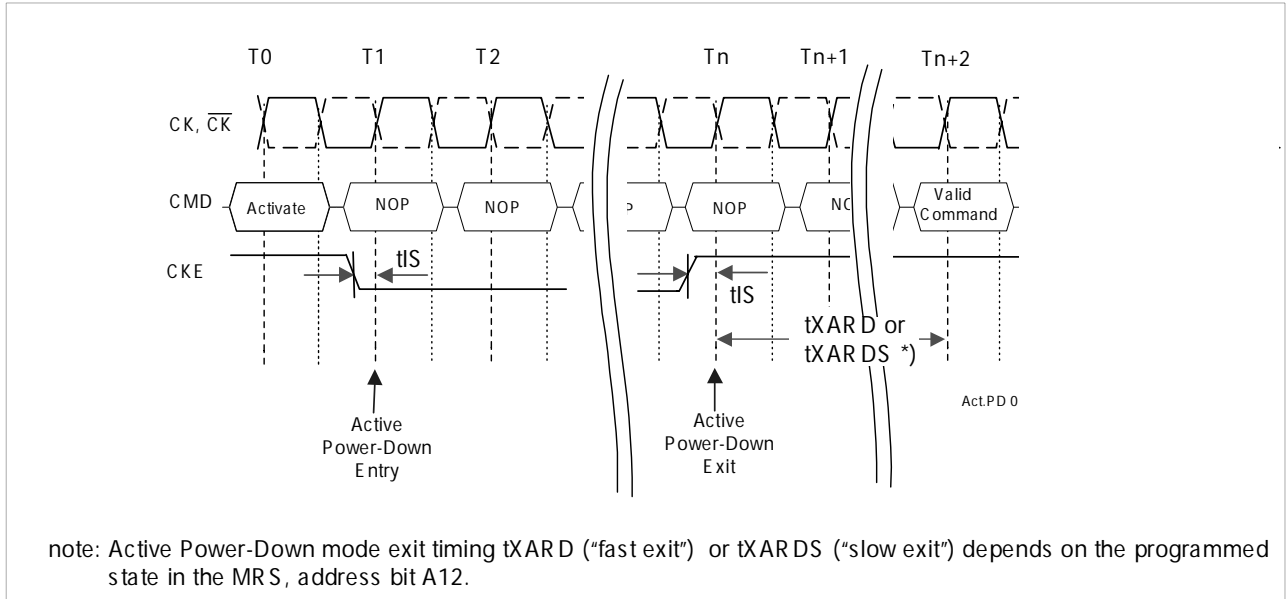 T0 T1 T2 Tn Tn+1 Tn+2
CK, CK
CMD Activate NOP NOP P NOP NC Valid
Command
CKE tIS
tIS
tXARD or
tXARDS *)
Act.PD 0
Active
Power-Down
Entry
Active
Power-Down
Exit
note: Active Power-Down mode exit timing tXARD ("fast exit") or tXARDS ("slow exit") depends on the programmed
state in the MRS, address bit A12.